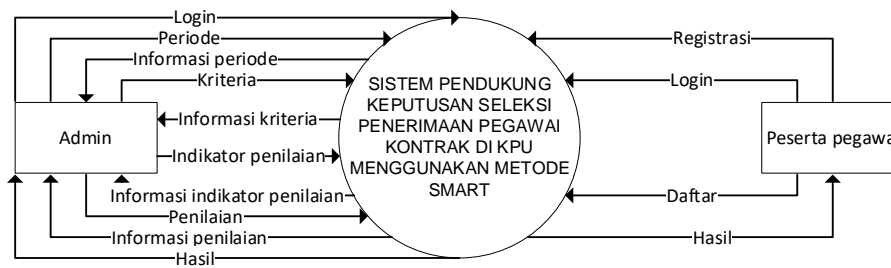 Login
Periode
Informasi periode
Kriteria
Informasi kriteria
Indikator penilaian
Informasi indikator penilaian
Penilaian
Informasi penilaian
Hasil
Admin
SISTEM PENDUKUNG
KEPUTUSAN SELEKSI
PENERIMAAN PEGAWAI
KONTRAK DI KPU
MENGGUNAKAN METODE
SMART
Registrasi
Login
Peserta pegawa
Daftar
Hasil